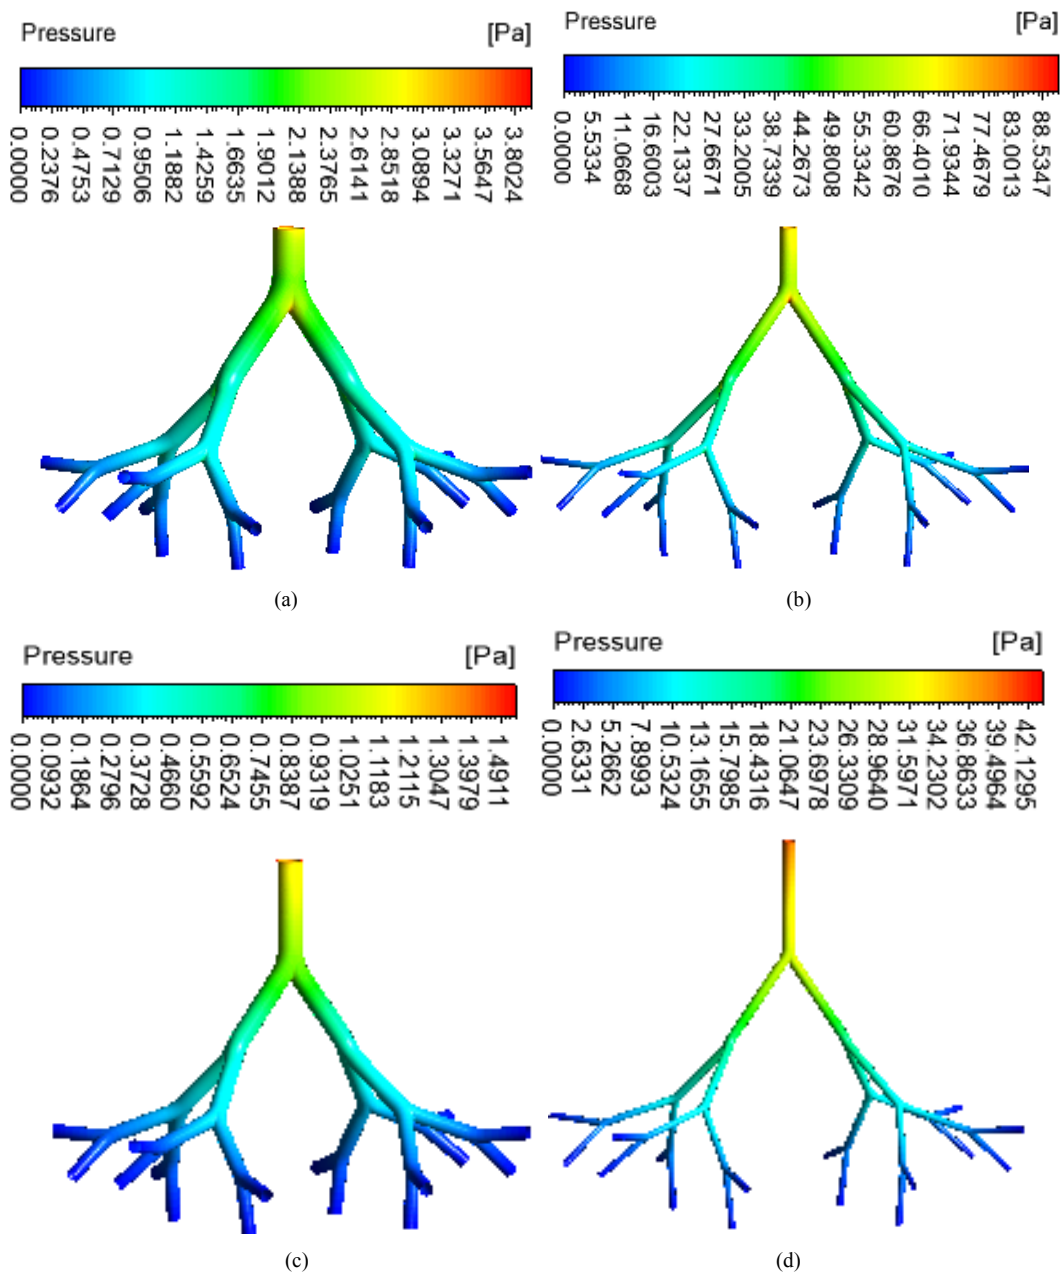 Pressure [Pa]
0.0000 0.2376 0.4753 0.7129 0.9506 1.1882 1.4259 1.6635 1.9012 2.1388 2.3765 2.6141 2.8518 3.0894 3.3271 3.5647 3.8024
Pressure [Pa]
0.0000 5.5334 11.0668 16.6003 22.1337 27.6671 33.2005 38.7339 44.2673 49.8008 55.3342 60.8676 66.4010 71.9344 77.4679 83.0013 88.5347
(a)
(b)
Pressure [Pa]
0.0000 0.0932 0.1864 0.2796 0.3728 0.4660 0.5592 0.6524 0.7455 0.8387 0.9319 1.0251 1.1183 1.2115 1.3047 1.3979 1.4911
Pressure [Pa]
0.0000 2.6331 5.2662 7.8993 10.5324 13.1655 15.7985 18.4316 21.0647 23.6978 26.3309 28.9640 31.5971 34.2302 36.8633 39.4964 42.1295
(c)
(d)